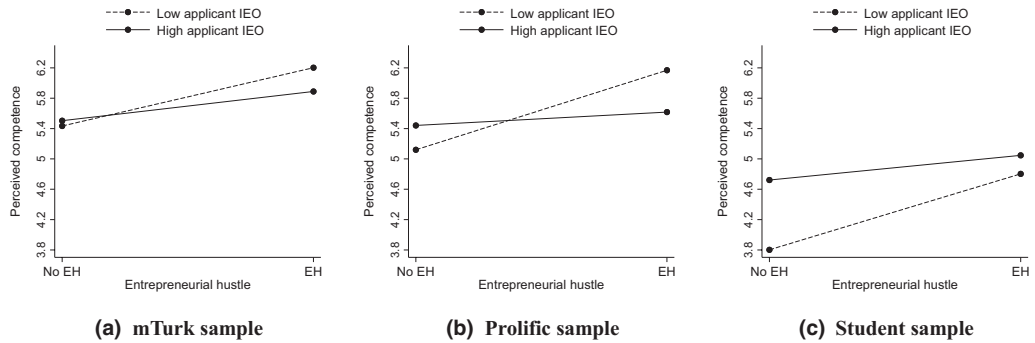 Low applicant IEO
High applicant IEO
Perceived competence
6.2
5.8
5.4
5
4.6
4.2
3.8
No EH
EH
Entrepreneurial hustle
(a) mTurk sample
Low applicant IEO
High applicant IEO
Perceived competence
6.2
5.8
5.4
5
4.6
4.2
3.8
No EH
EH
Entrepreneurial hustle
(b) Prolific sample
Low applicant IEO
High applicant IEO
Perceived competence
6.2
5.8
5.4
5
4.6
4.2
3.8
No EH
EH
Entrepreneurial hustle
(c) Student sample